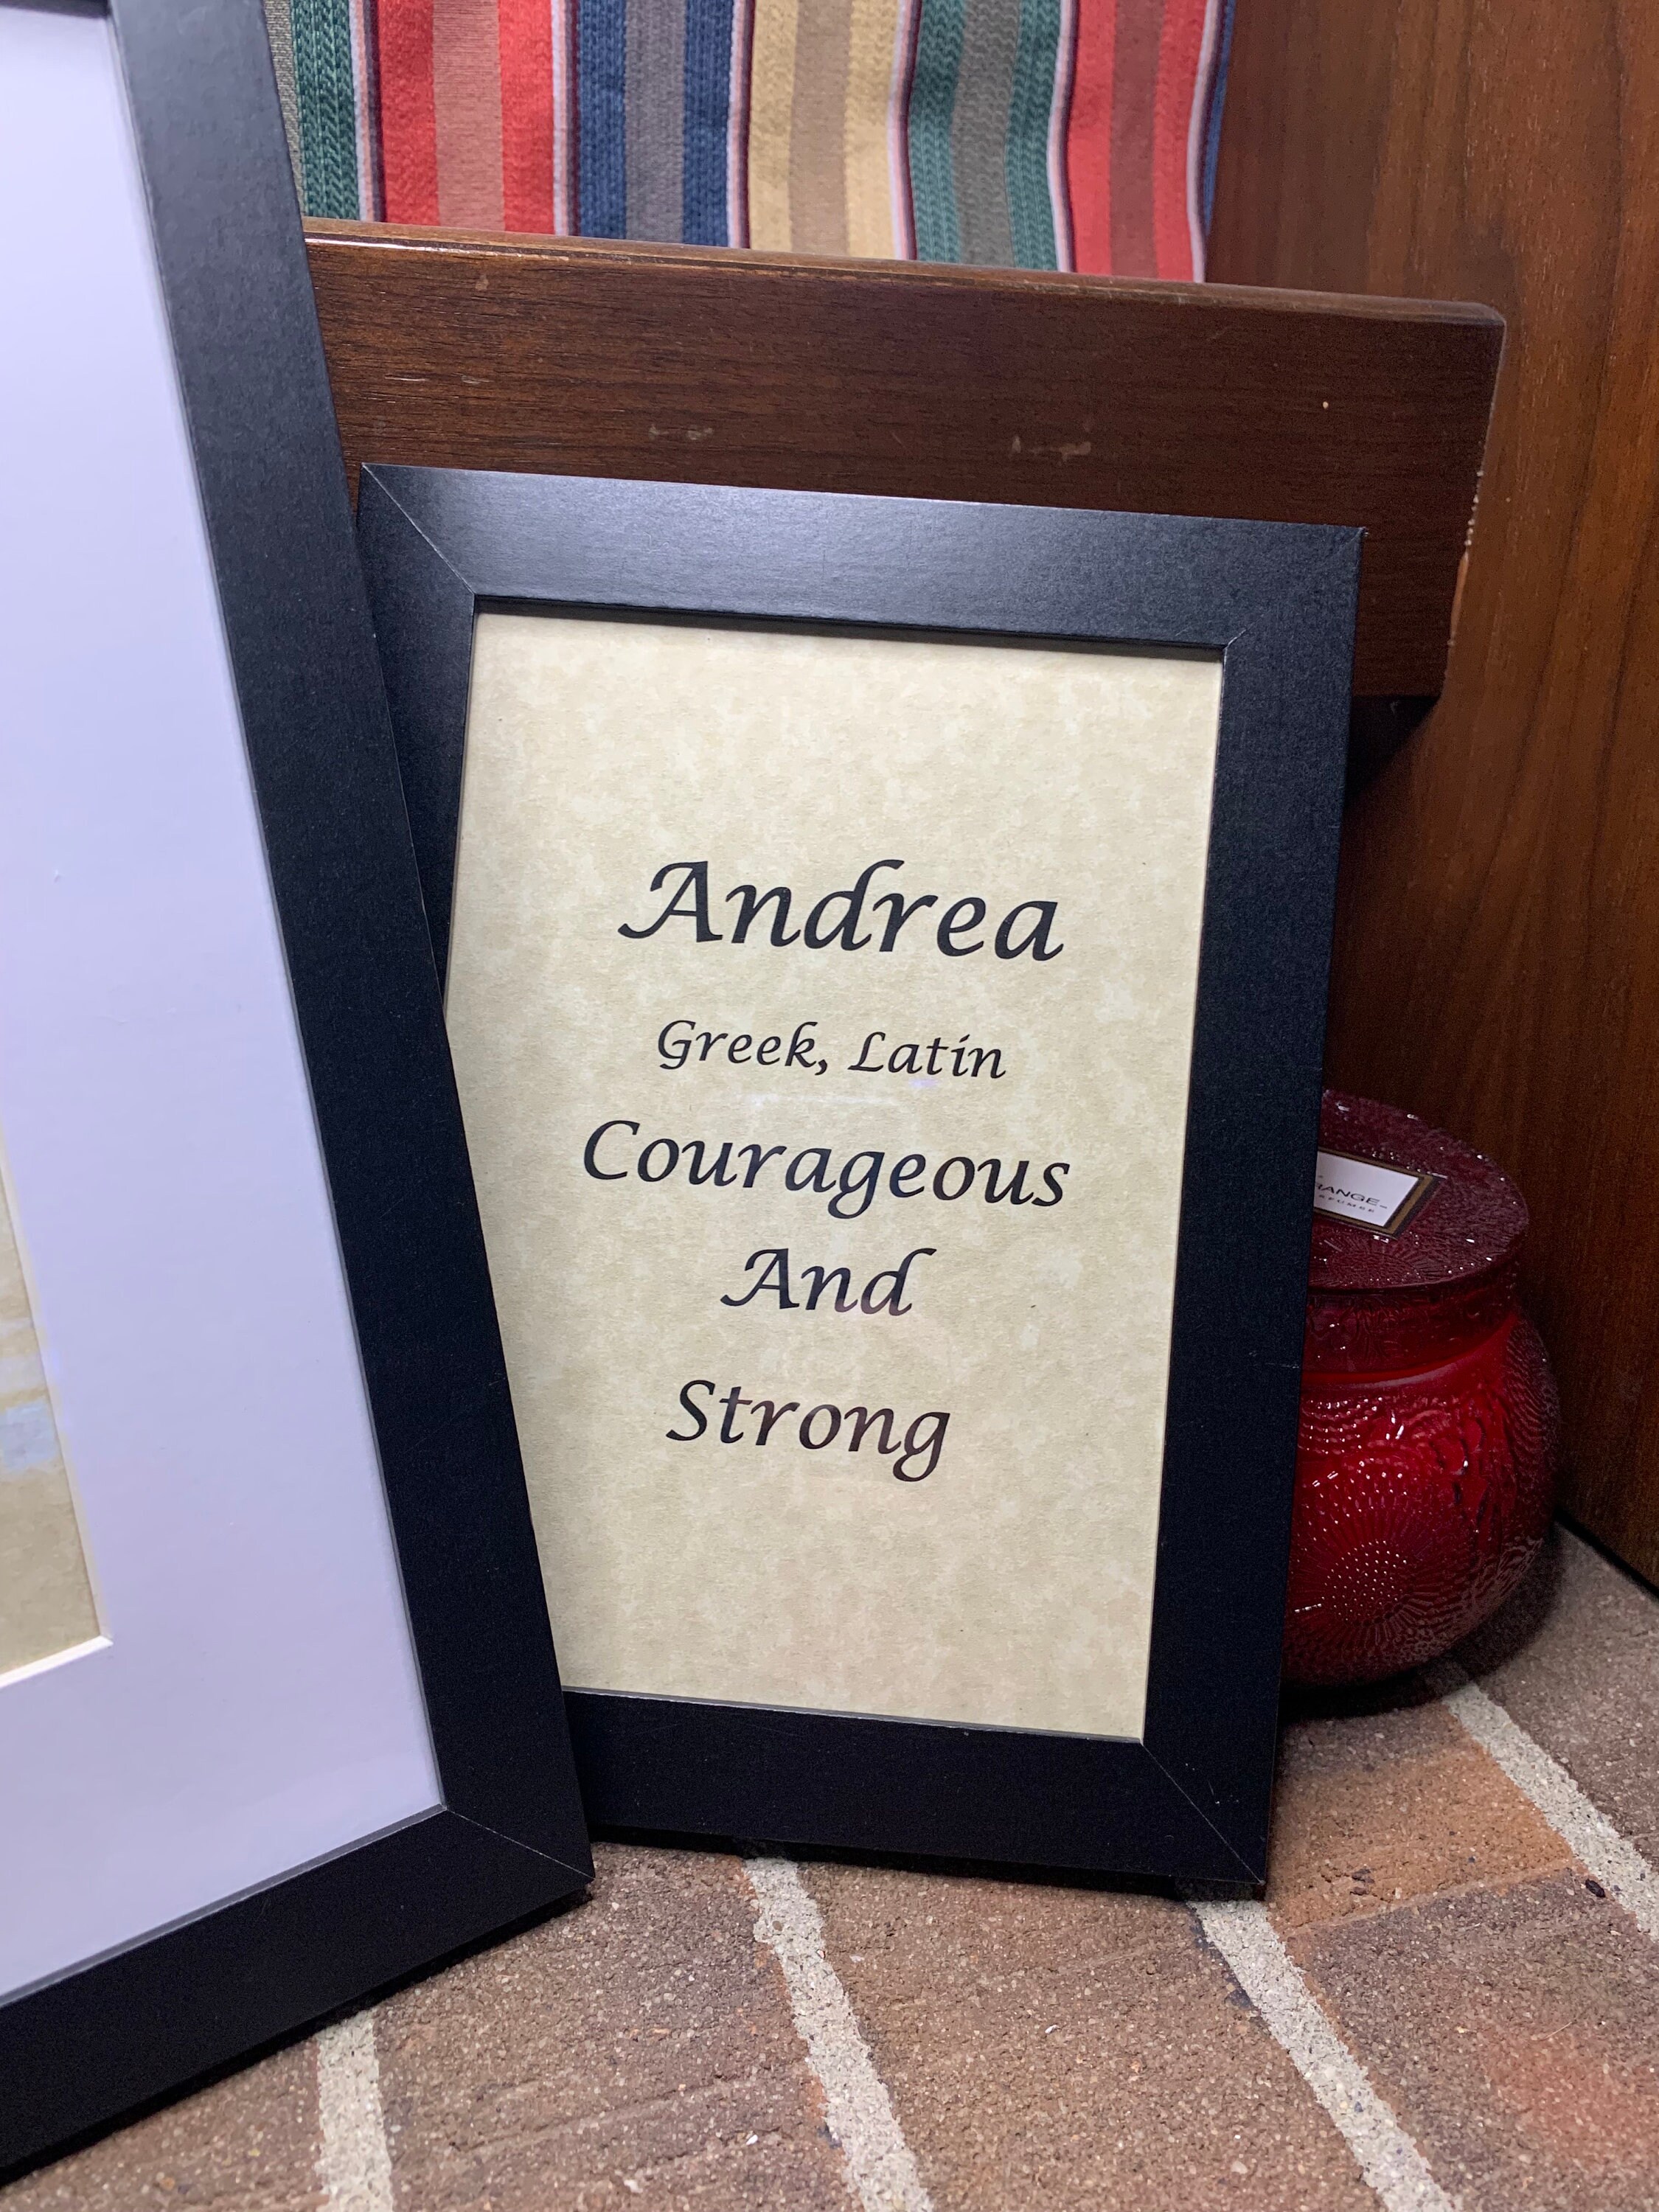 Andrea
Greek, Latin
Courageous
And
Strong